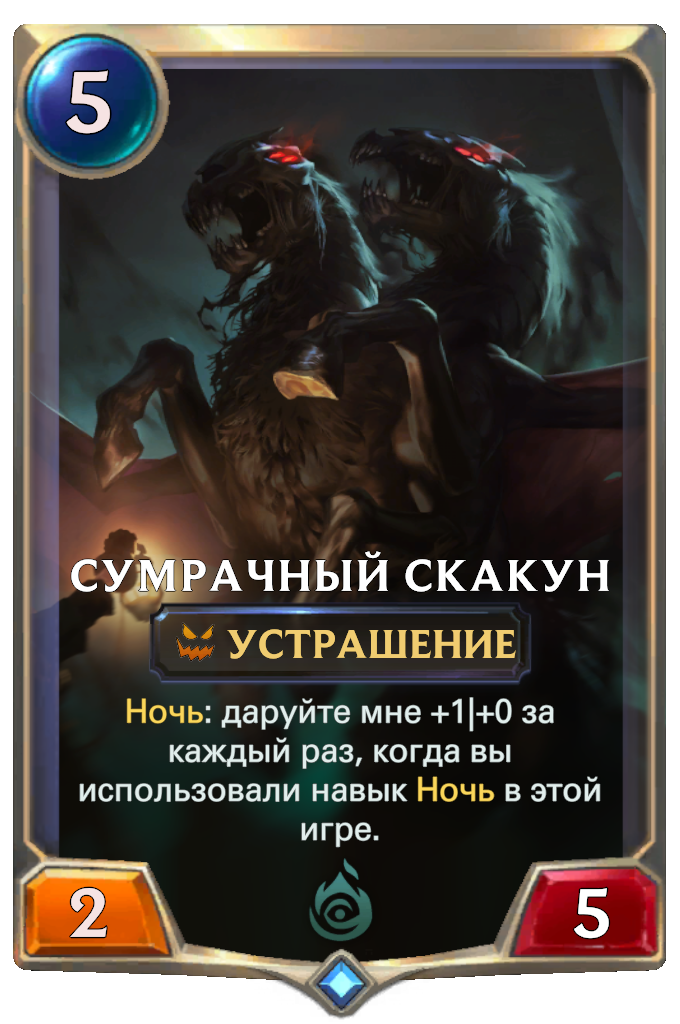 5
СУМРАЧНЫЙ СКАКУН
УСТРАШЕНИЕ
Ночь: даруйте мне +1|+0 за
каждый раз, когда вы
использовали навык Ночь в этой
игре.
2
5